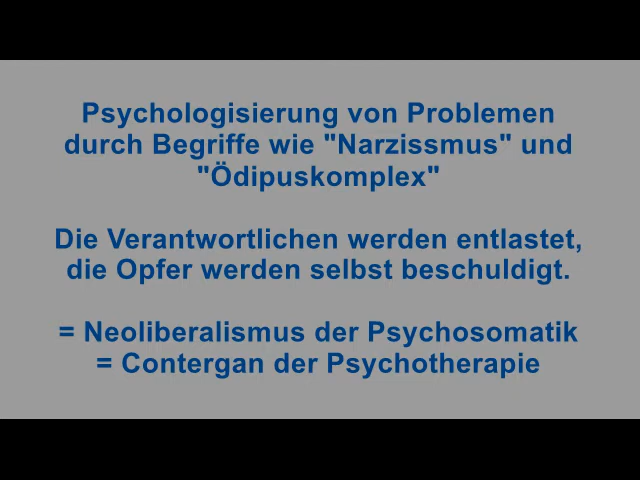 Psychologisierung von Problemen
durch Begriffe wie "Narzissmus" und
"Ödipuskomplex"
Die Verantwortlichen werden entlastet,
die Opfer werden selbst beschuldigt.
= Neoliberalismus der Psychosomatik
= Contergan der Psychotherapie